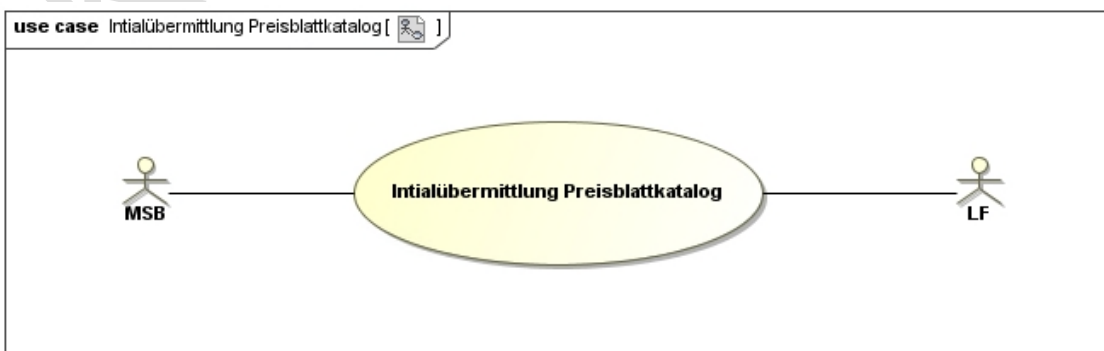 use case Intialübermittlung Preisblattkatalog [ ]
Intialübermittlung Preisblattkatalog
MSB
LF